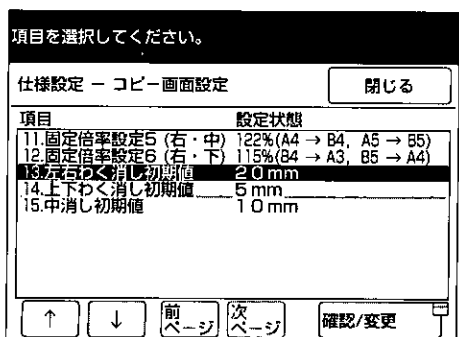 項目を選択してください。
仕様設定 － コピー画面設定 閉じる
項目 設定状態
11.固定倍率設定5 (右・中) 122%(A4 → B4, A5 → B5)
12.固定倍率設定6 (右・下) 115%(B4 → A3, B5 → A4)
13.左右わく消し初期値 20mm
14.上下わく消し初期値 5mm
15.中消し初期値 10mm
↑ ↓ 前ページ 次ページ 確認/変更